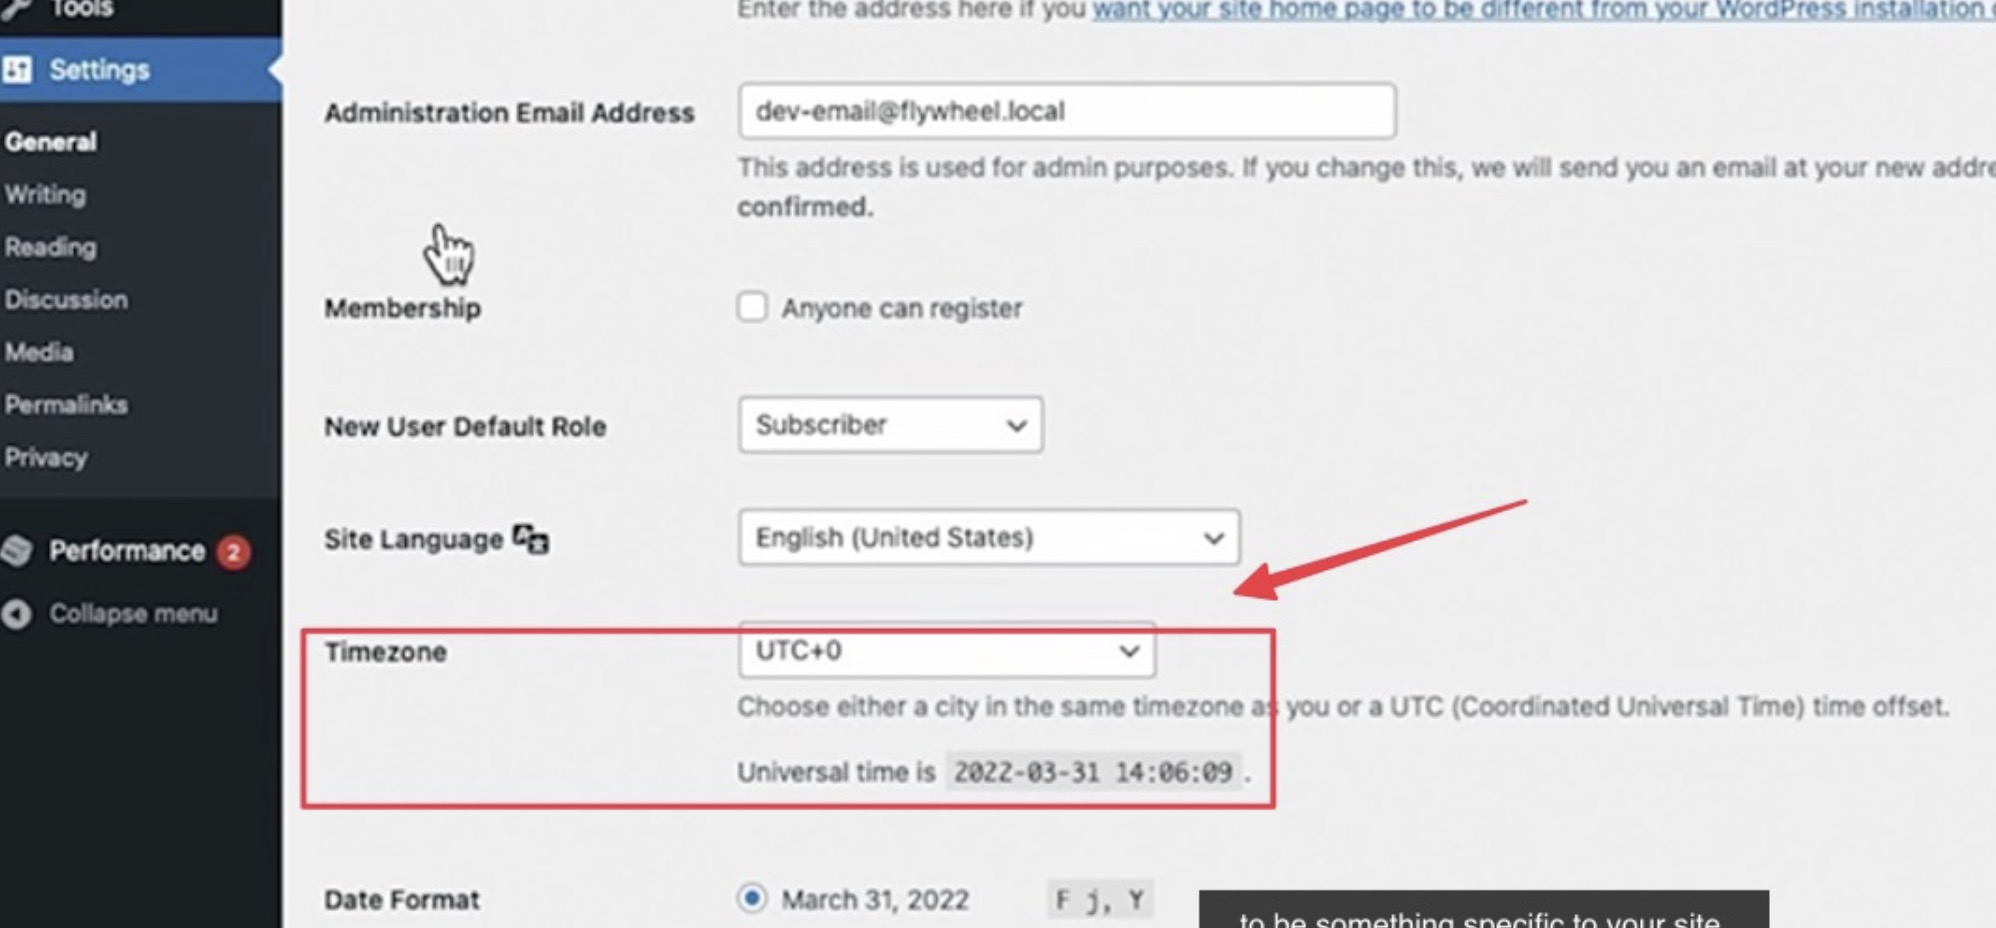 Tools
Settings
General
Writing
Reading
Discussion
Media
Permalinks
Privacy
Performance 2
Collapse menu
Enter the address here if you want your site home page to be different from your WordPress installation
Administration Email Address
dev-email@flywheel.local
This address is used for admin purposes. If you change this, we will send you an email at your new addre
confirmed.
Membership
Anyone can register
New User Default Role
Subscriber
Site Language
English (United States)
Timezone
UTC+0
Choose either a city in the same timezone as you or a UTC (Coordinated Universal Time) time offset.
Universal time is 2022-03-31 14:06:09 .
Date Format
March 31, 2022 F j, Y
to be something specific to your site